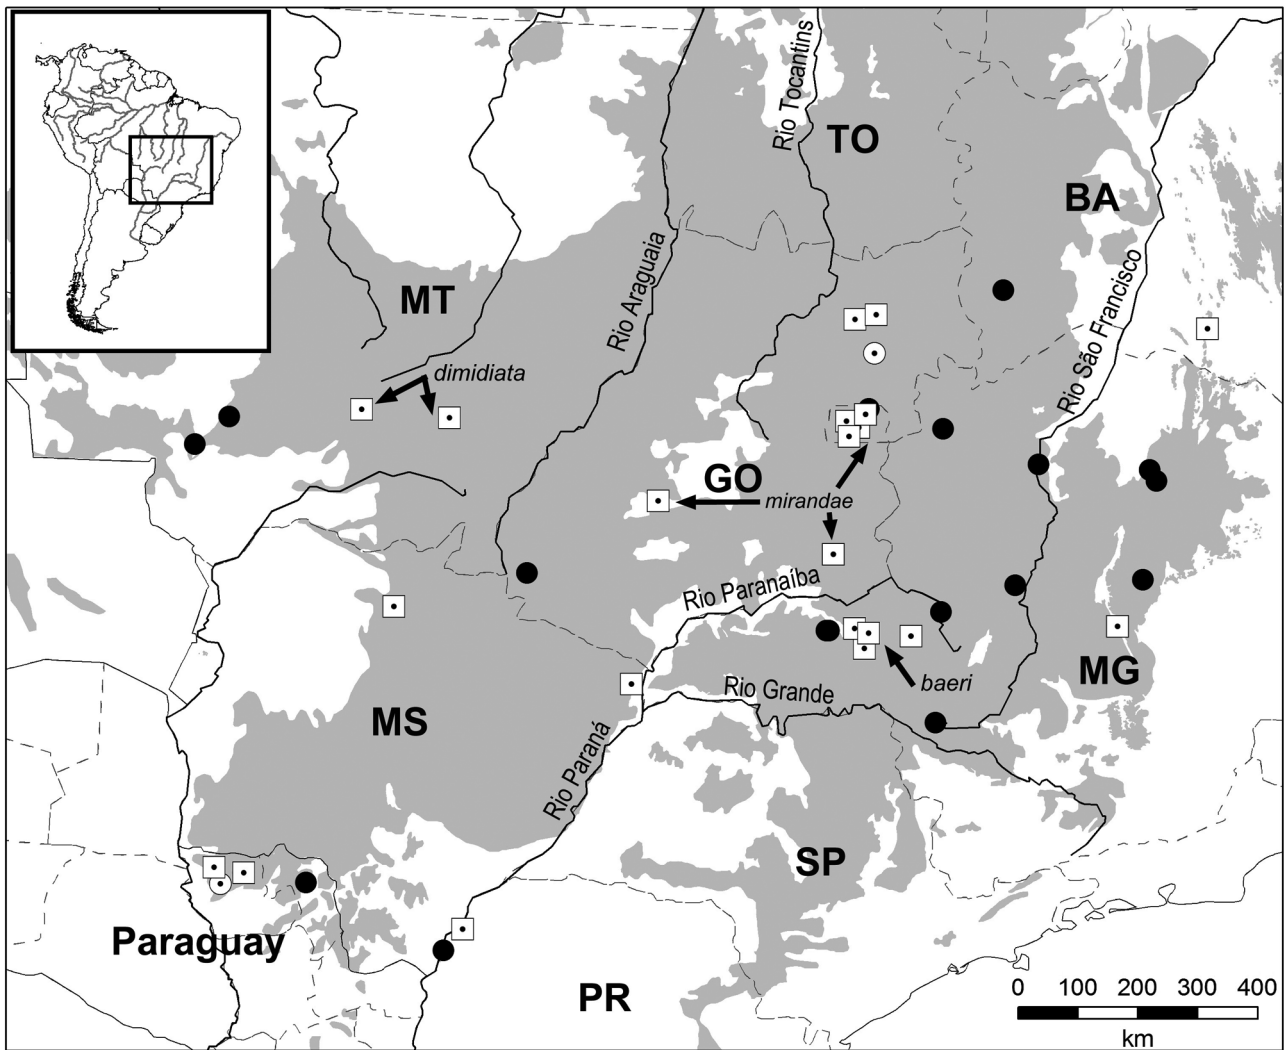 Rio Tocantins
TO
BA
Rio Araguaia
MT
Rio São Francisco
dimidiata
GO
mirandae
Rio Paranaíba
baeri
MG
Rio Grande
MS
Rio Paraná
SP
Paraguay
PR
0 100 200 300 400
km